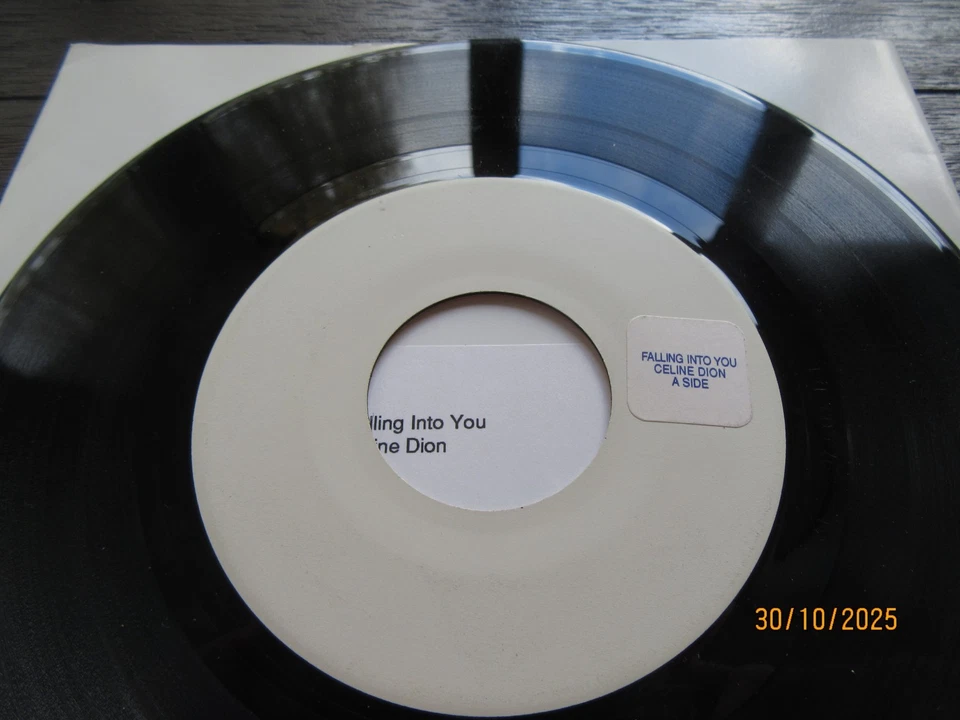 FALLING INTO YOU
CELINE DION
A SIDE
lling Into You
ine Dion
30/10/2025